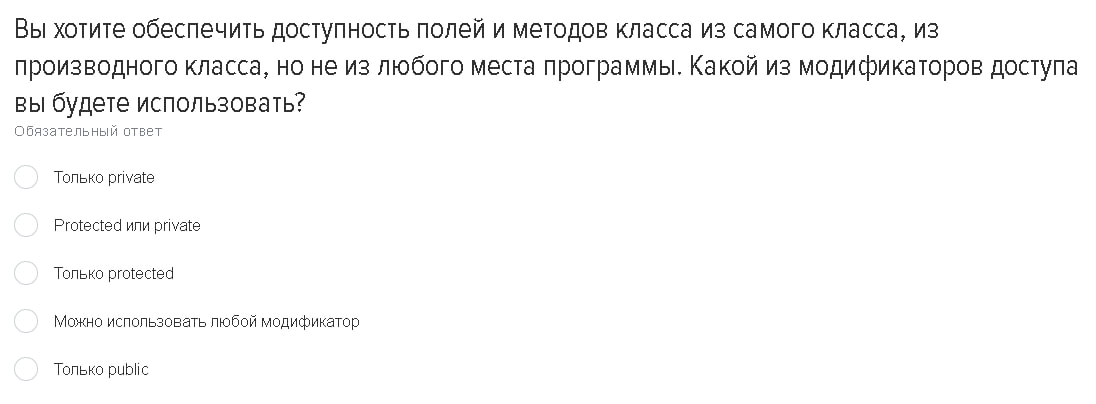 Вы хотите обеспечить доступность полей и методов класса из самого класса, из
производного класса, но не из любого места программы. Какой из модификаторов доступа
вы будете использовать?
Обязательный ответ
Только private
Protected или private
Только protected
Можно использовать любой модификатор
Только public